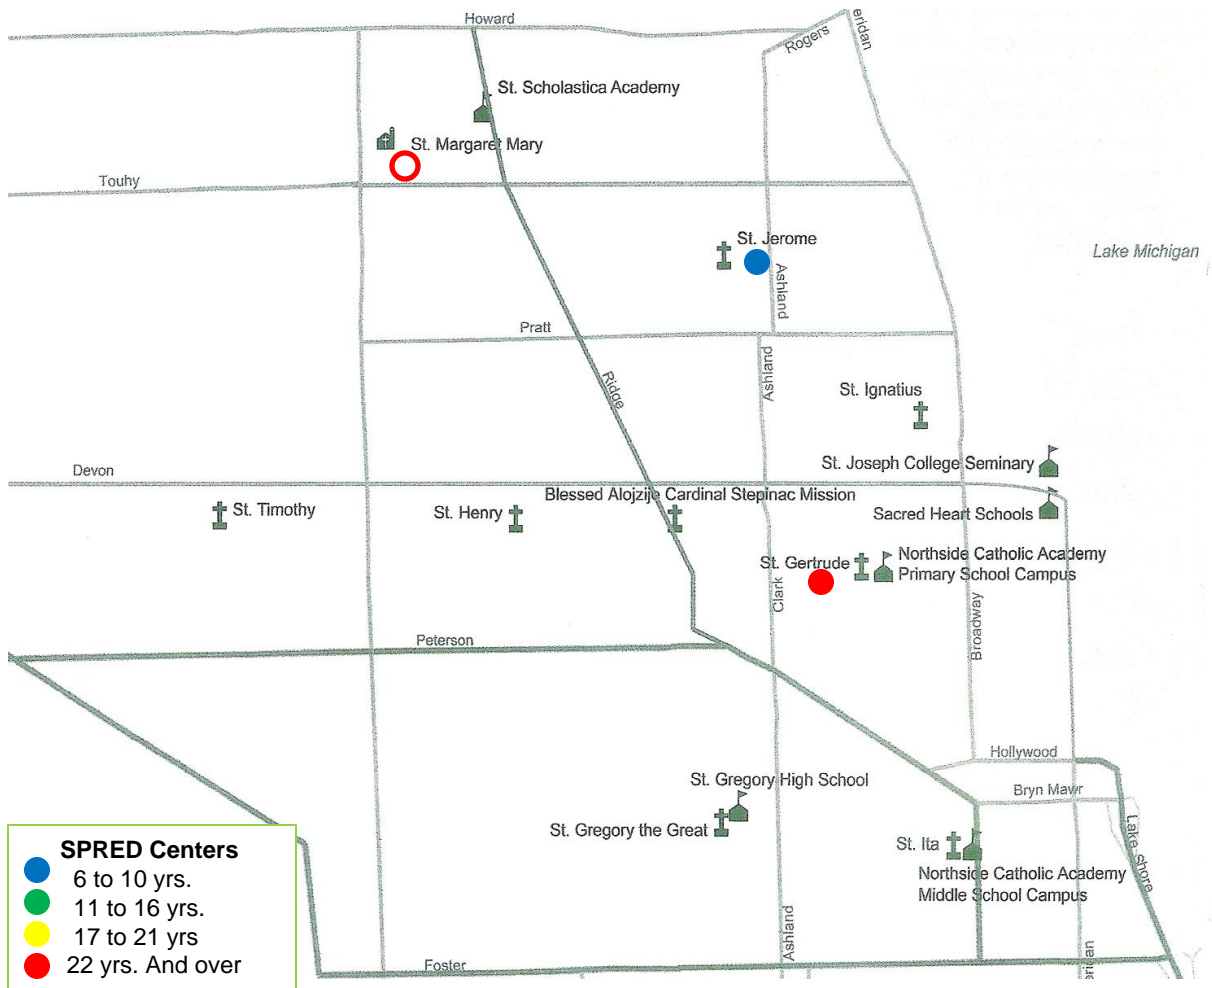 Howard
eridan
Rogers
St. Scholastica Academy
St. Margaret Mary
Touhy
St. Jerome
Lake Michigan
Ashland
Pratt
Ashland
Ridge
St. Ignatius
St. Joseph College Seminary
Devon
Blessed Alojzije Cardinal Stepinac Mission
St. Timothy
St. Henry
Sacred Heart Schools
St. Gertrude
Northside Catholic Academy
Primary School Campus
Clark
Broadway
Peterson
Hollywood
St. Gregory High School
Bryn Mawr
St. Gregory the Great
St. Ita
Lake shore
Northside Catholic Academy
Middle School Campus
Ashland
Foster
SPRED Centers
6 to 10 yrs.
11 to 16 yrs.
17 to 21 yrs
22 yrs. And over